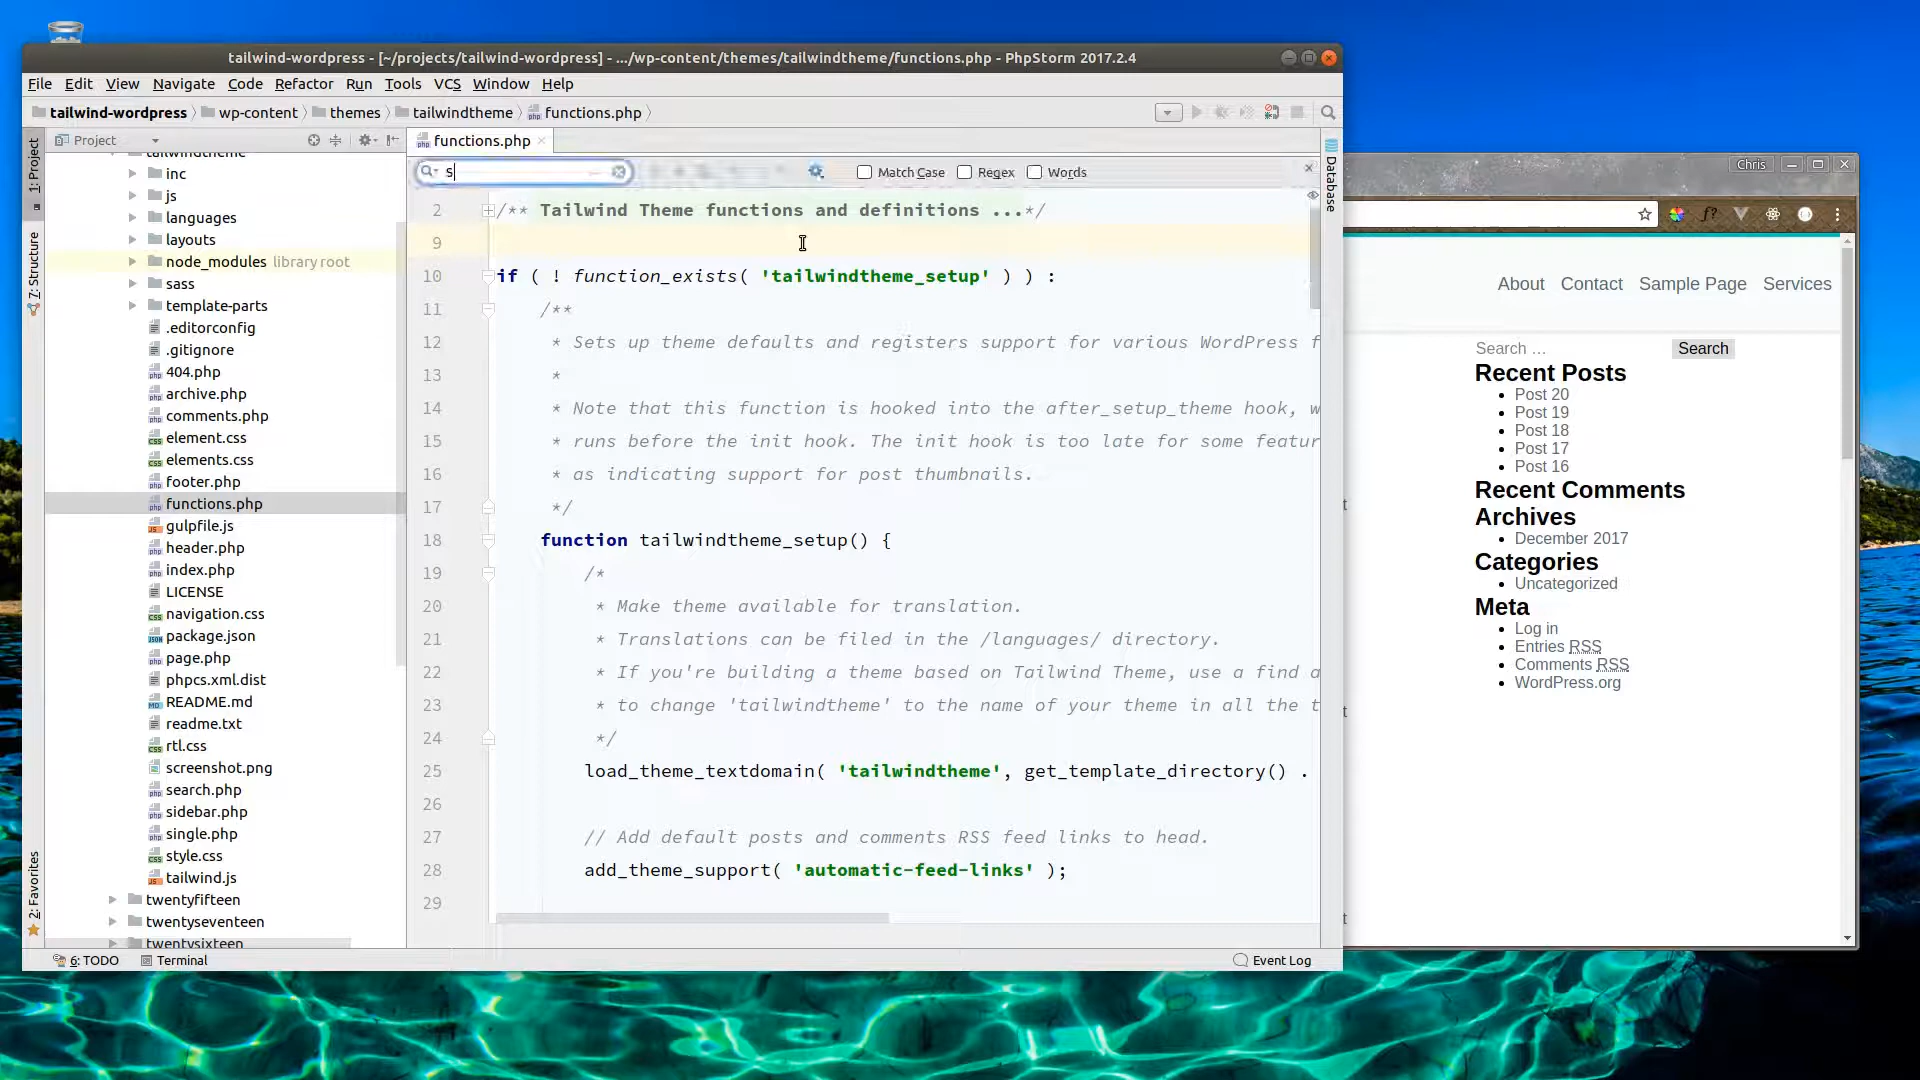 tailwind-wordpress - [~/projects/tailwind-wordpress] - .../wp-content/themes/tailwindtheme/functions.php - PhpStorm 2017.2.4
File Edit View Navigate Code Refactor Run Tools VCS Window Help
tailwind-wordpress wp-content themes tailwindtheme functions.php
Project
functions.php
1: Project
7: Structure
2: Favorites
Database
s
Match Case Regex Words
inc
js
languages
layouts
node_modules library root
sass
template-parts
.editorconfig
.gitignore
404.php
archive.php
comments.php
element.css
elements.css
footer.php
functions.php
gulpfile.js
header.php
index.php
LICENSE
navigation.css
package.json
page.php
phpcs.xml.dist
README.md
readme.txt
rtl.css
screenshot.png
search.php
sidebar.php
single.php
style.css
tailwind.js
twentyfifteen
twentyseventeen
twentysixteen
2 /** Tailwind Theme functions and definitions ...*/
9
10 if ( ! function_exists( 'tailwindtheme_setup' ) ) :
11 /**
12 * Sets up theme defaults and registers support for various WordPress f
13 *
14 * Note that this function is hooked into the after_setup_theme hook, w
15 * runs before the init hook. The init hook is too late for some featur
16 * as indicating support for post thumbnails.
17 */
18 function tailwindtheme_setup() {
19 /*
20 * Make theme available for translation.
21 * Translations can be filed in the /languages/ directory.
22 * If you're building a theme based on Tailwind Theme, use a find a
23 * to change 'tailwindtheme' to the name of your theme in all the t
24 */
25 load_theme_textdomain( 'tailwindtheme', get_template_directory() .
26
27 // Add default posts and comments RSS feed links to head.
28 add_theme_support( 'automatic-feed-links' );
29
6: TODO Terminal Event Log
Chris
f?
About Contact Sample Page Services
Search …
Search
Recent Posts
Post 20
Post 19
Post 18
Post 17
Post 16
Recent Comments
Archives
December 2017
Categories
Uncategorized
Meta
Log in
Entries RSS
Comments RSS
WordPress.org